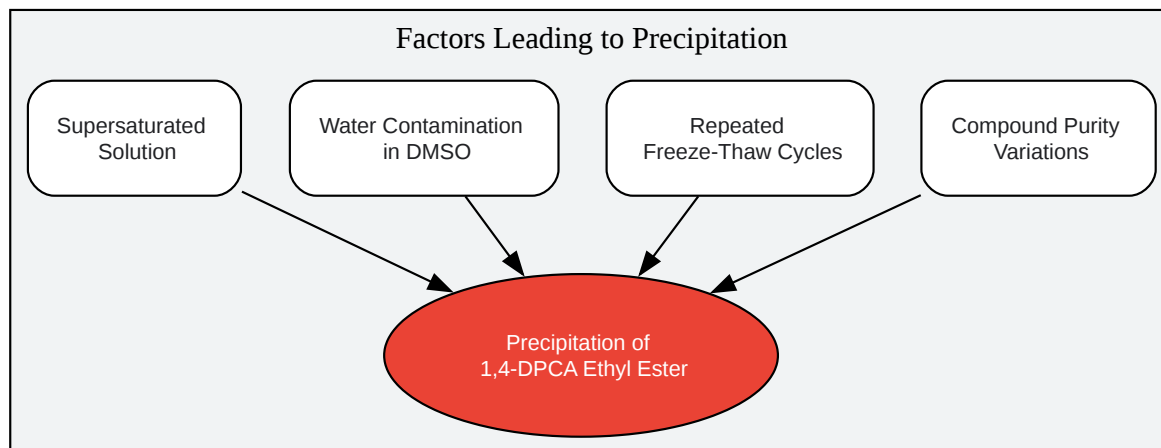 Factors Leading to Precipitation
Supersaturated
Solution
Water Contamination
in DMSO
Repeated
Freeze-Thaw Cycles
Compound Purity
Variations
Precipitation of
1,4-DPCA Ethyl Ester